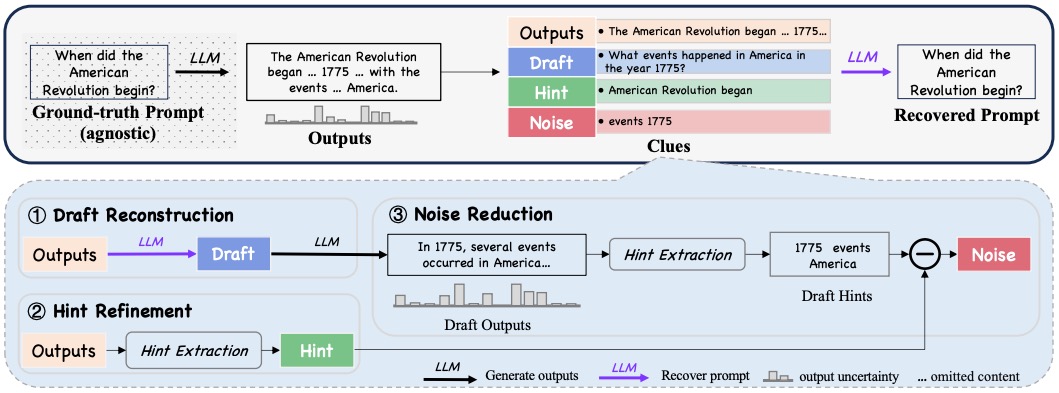 When did the
American
Revolution begin?
Ground-truth Prompt
(agnostic)
LLM
The American Revolution
began ... 1775 ... with the
events ... America.
Outputs
Outputs
• The American Revolution began ... 1775...
Draft
• What events happened in America in
the year 1775?
Hint
• American Revolution began
Noise
• events 1775
Clues
LLM
When did the
American
Revolution begin?
Recovered Prompt
① Draft Reconstruction
Outputs
LLM
Draft
LLM
② Hint Refinement
Outputs
Hint Extraction
Hint
③ Noise Reduction
In 1775, several events
occurred in America...
Draft Outputs
Hint Extraction
1775 events
America
Draft Hints
Noise
LLM
Generate outputs
LLM
Recover prompt
output uncertainty
... omitted content